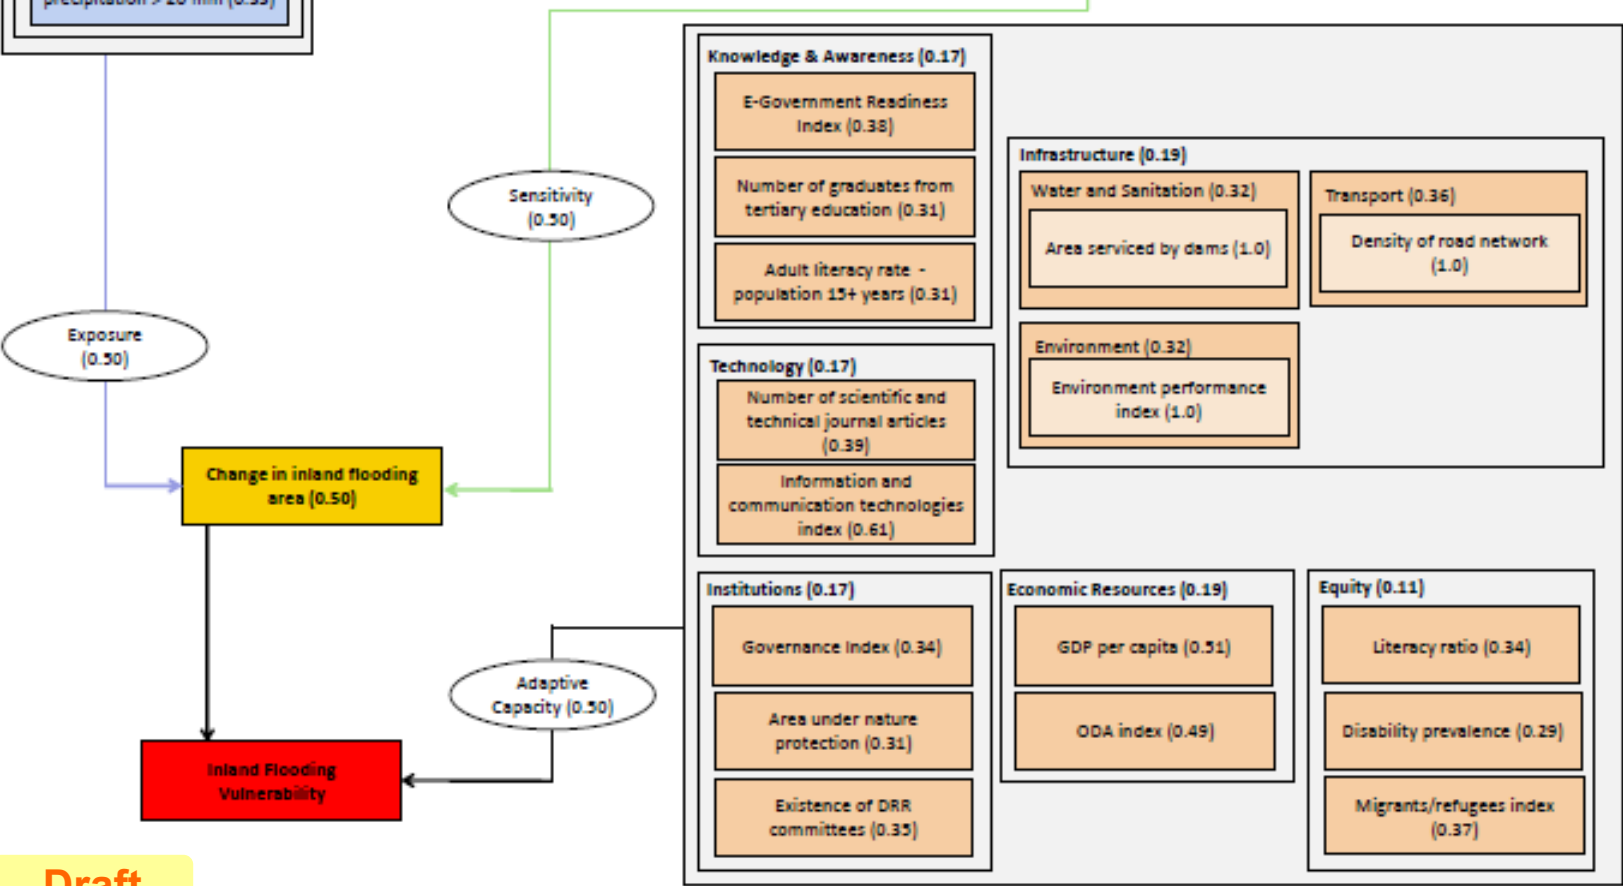 precipitation > 20 mm
Knowledge & Awareness (0.17)
E-Government Readiness
Index (0.38)
Number of graduates from
tertiary education (0.31)
Adult literacy rate -
population 15+ years (0.31)
Infrastructure (0.19)
Water and Sanitation (0.32)
Area serviced by dams (1.0)
Transport (0.36)
Density of road network
(1.0)
Environment (0.32)
Environment performance
index (1.0)
Sensitivity
(0.50)
Exposure
(0.50)
Technology (0.17)
Number of scientific and
technical journal articles
(0.39)
Information and
communication technologies
index (0.61)
Change in inland flooding
area (0.50)
Institutions (0.17)
Governance Index (0.34)
Area under nature
protection (0.31)
Existence of DRR
committees (0.35)
Economic Resources (0.19)
GDP per capita (0.51)
ODA index (0.49)
Equity (0.11)
Literacy ratio (0.34)
Disability prevalence (0.29)
Migrants/refugees index
(0.37)
Adaptive
Capacity (0.50)
Inland Flooding
Vulnerability
Draft